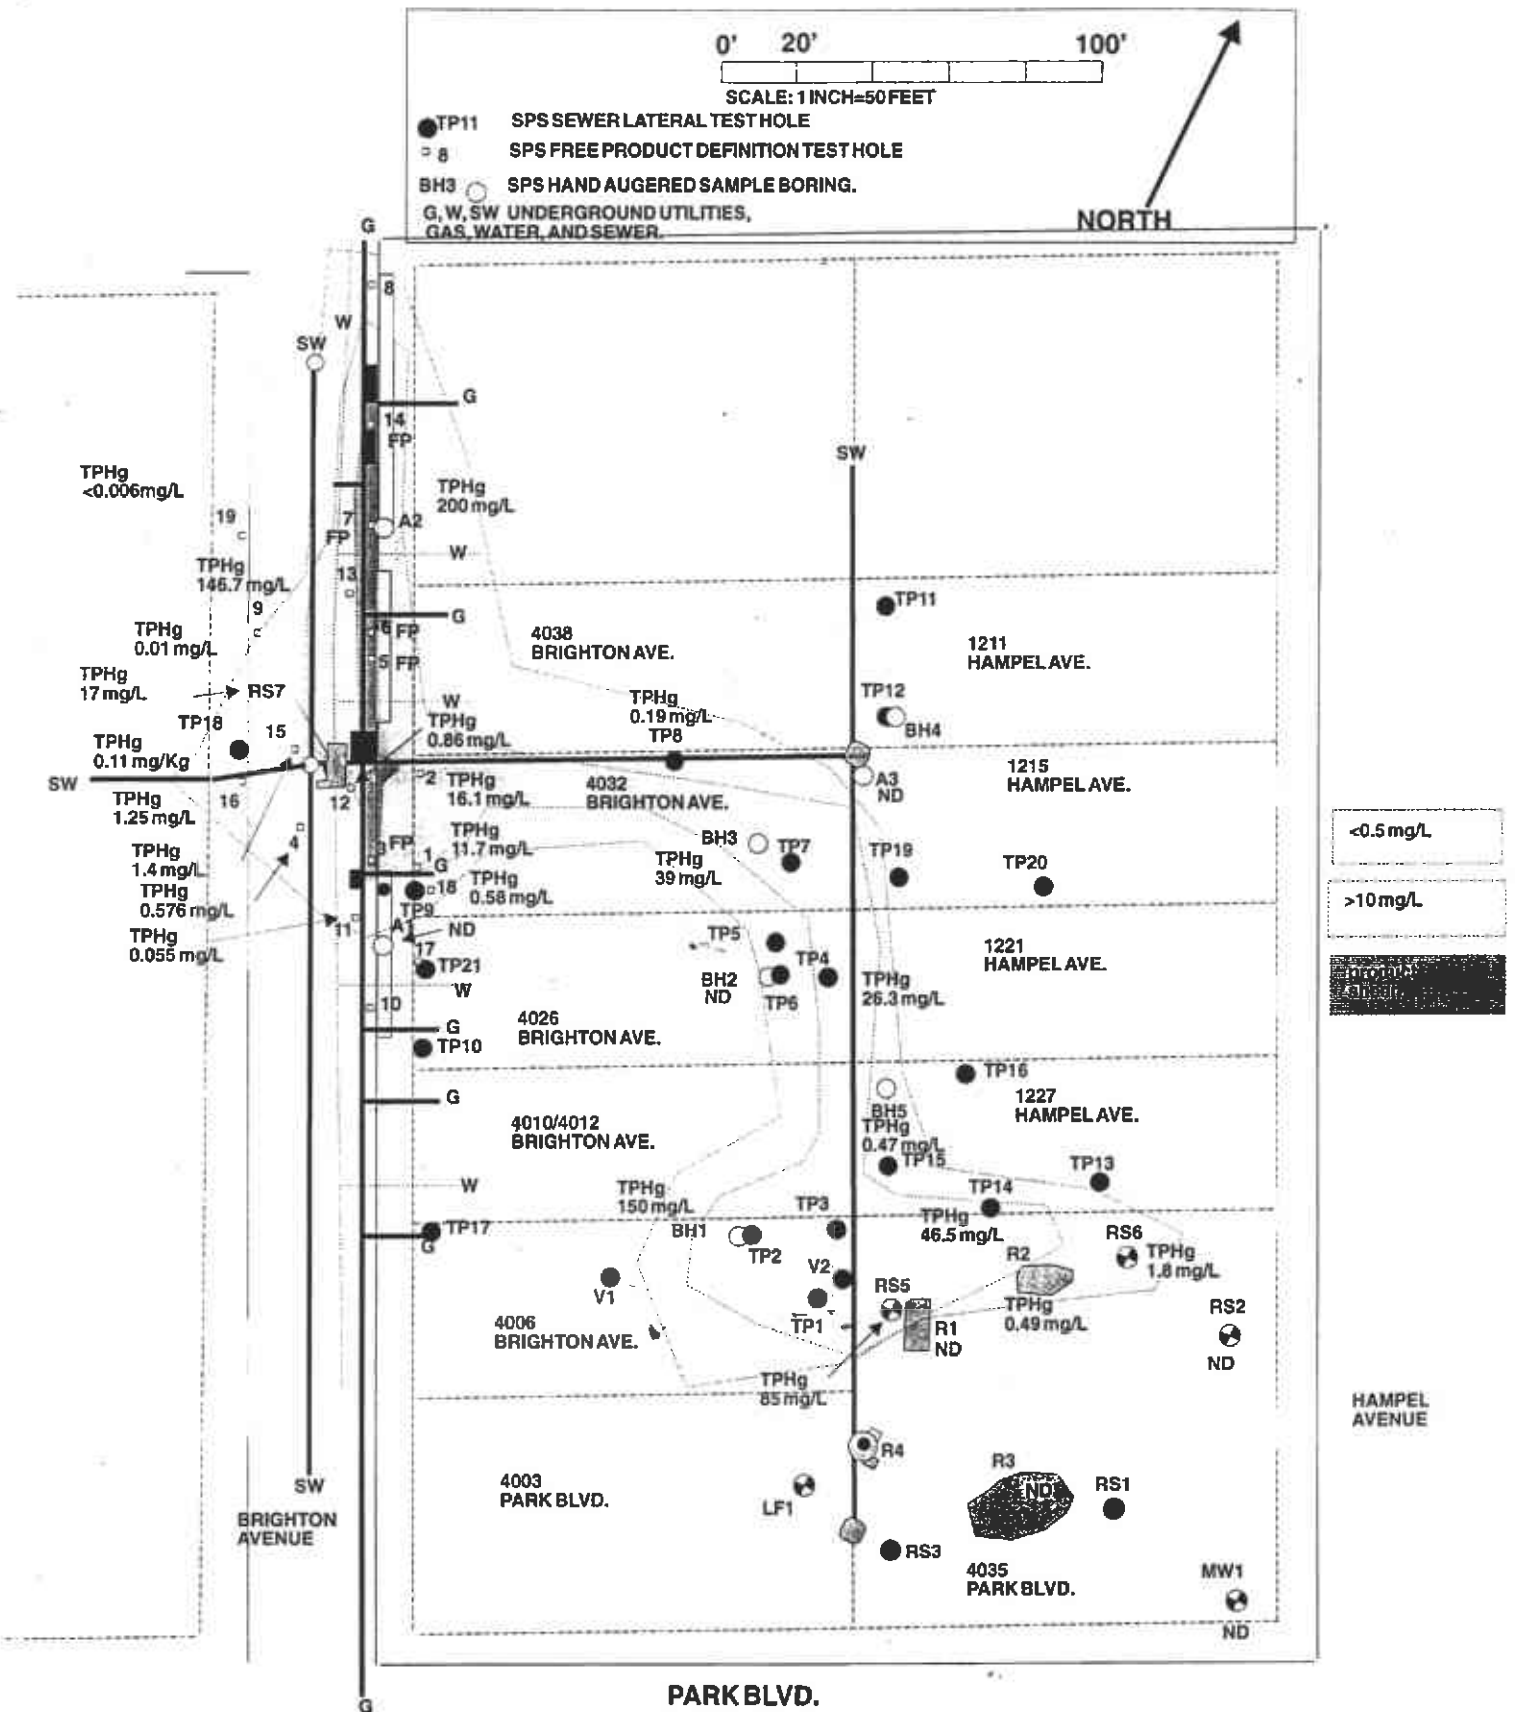 0' 20' 100'
SCALE: 1 INCH=50 FEET
TP11 SPS SEWER LATERAL TEST HOLE
8 SPS FREE PRODUCT DEFINITION TEST HOLE
BH3 SPS HAND AUGERED SAMPLE BORING.
G, W, SW UNDERGROUND UTILITIES,
GAS, WATER, AND SEWER.
NORTH
G
8
W
SW
G
14
FP
SW
TPHg
<0.006mg/L
TPHg
200 mg/L
19
7
A2
FP
W
TPHg
146.7 mg/L
13
9
G
TP11
TPHg
0.01 mg/L
6 FP
4038
BRIGHTON AVE.
1211
HAMPEL AVE.
5 FP
TPHg
17 mg/L
RS7
W
TPHg
0.19 mg/L
TP12
BH4
TP18
15
TPHg
0.86 mg/L
TP8
TPHg
0.11 mg/Kg
SW
2
TPHg
16.1 mg/L
4032
BRIGHTON AVE.
A3
ND
1215
HAMPEL AVE.
16
12
TPHg
1.25 mg/L
4
3 FP
1
TPHg
11.7 mg/L
BH3
TP7
TP19
TP20
<0.5 mg/L
TPHg
1.4 mg/L
G
TPHg
39 mg/L
TPHg
0.576 mg/L
18
TPHg
0.58 mg/L
TP9
>10 mg/L
TPHg
0.055 mg/L
11
A1
ND
17
TP21
TP5
TP4
BH2
ND
TP6
TPHg
26.3 mg/L
1221
HAMPEL AVE.
product
sheen
W
10
G
4026
BRIGHTON AVE.
TP10
TP16
G
BH5
TPHg
0.47 mg/L
1227
HAMPEL AVE.
4010/4012
BRIGHTON AVE.
TP15
TP13
W
TPHg
150 mg/L
TP14
TP17
G
BH1
TP2
TP3
TPHg
46.5 mg/L
RS6
R2
TPHg
1.8 mg/L
V1
V2
RS5
TPHg
0.49 mg/L
RS2
ND
4006
BRIGHTON AVE.
TP1
R1
ND
TPHg
85 mg/L
HAMPEL
AVENUE
R4
R3
ND
RS1
SW
4003
PARK BLVD.
LF1
BRIGHTON
AVENUE
RS3
4035
PARK BLVD.
MW1
ND
G
PARK BLVD.